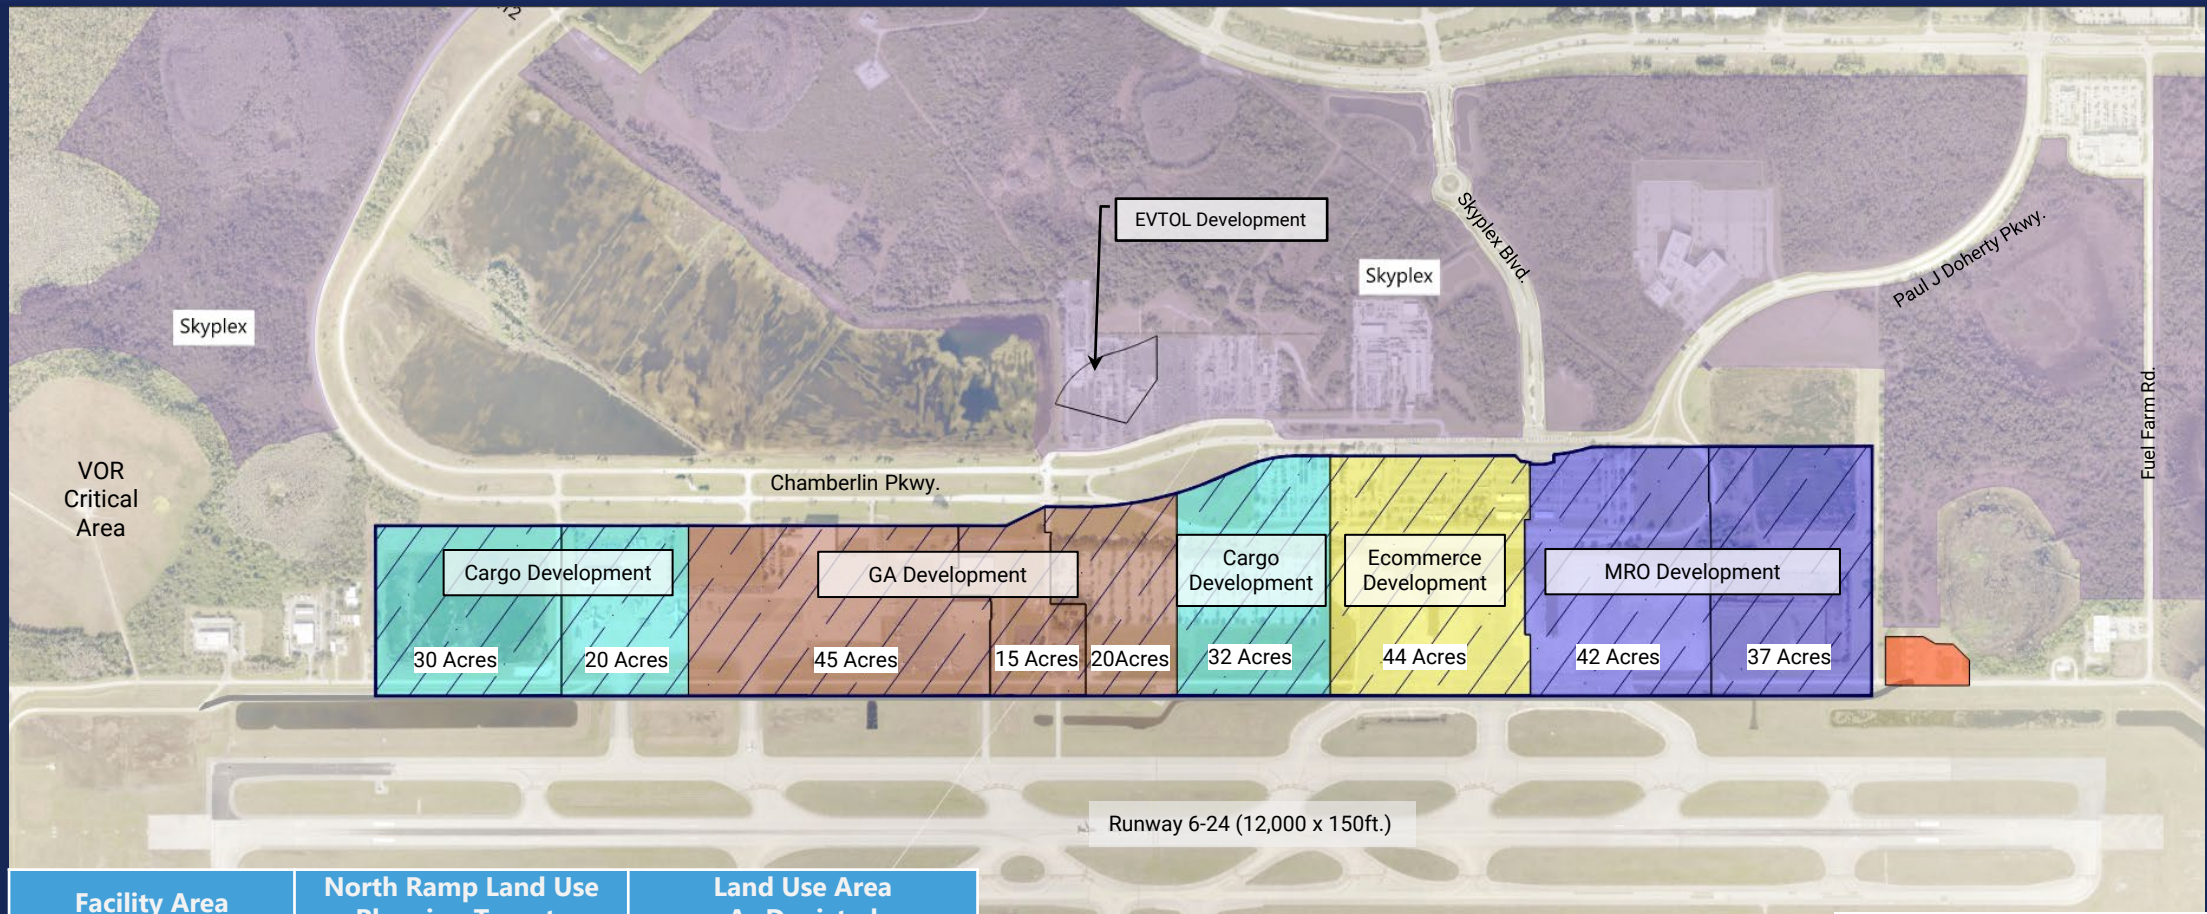 EVTOL Development
Skyplex Blvd.
Skyplex
Paul J Doherty Pkwy.
Skyplex
Fuel Farm Rd.
VOR
Critical
Area
Chamberlin Pkwy.
Cargo Development
GA Development
Cargo
Development
Ecommerce
Development
MRO Development
30 Acres
20 Acres
45 Acres
15 Acres
20Acres
32 Acres
44 Acres
42 Acres
37 Acres
Runway 6-24 (12,000 x 150ft.)
Facility Area
North Ramp Land Use
Land Use Area